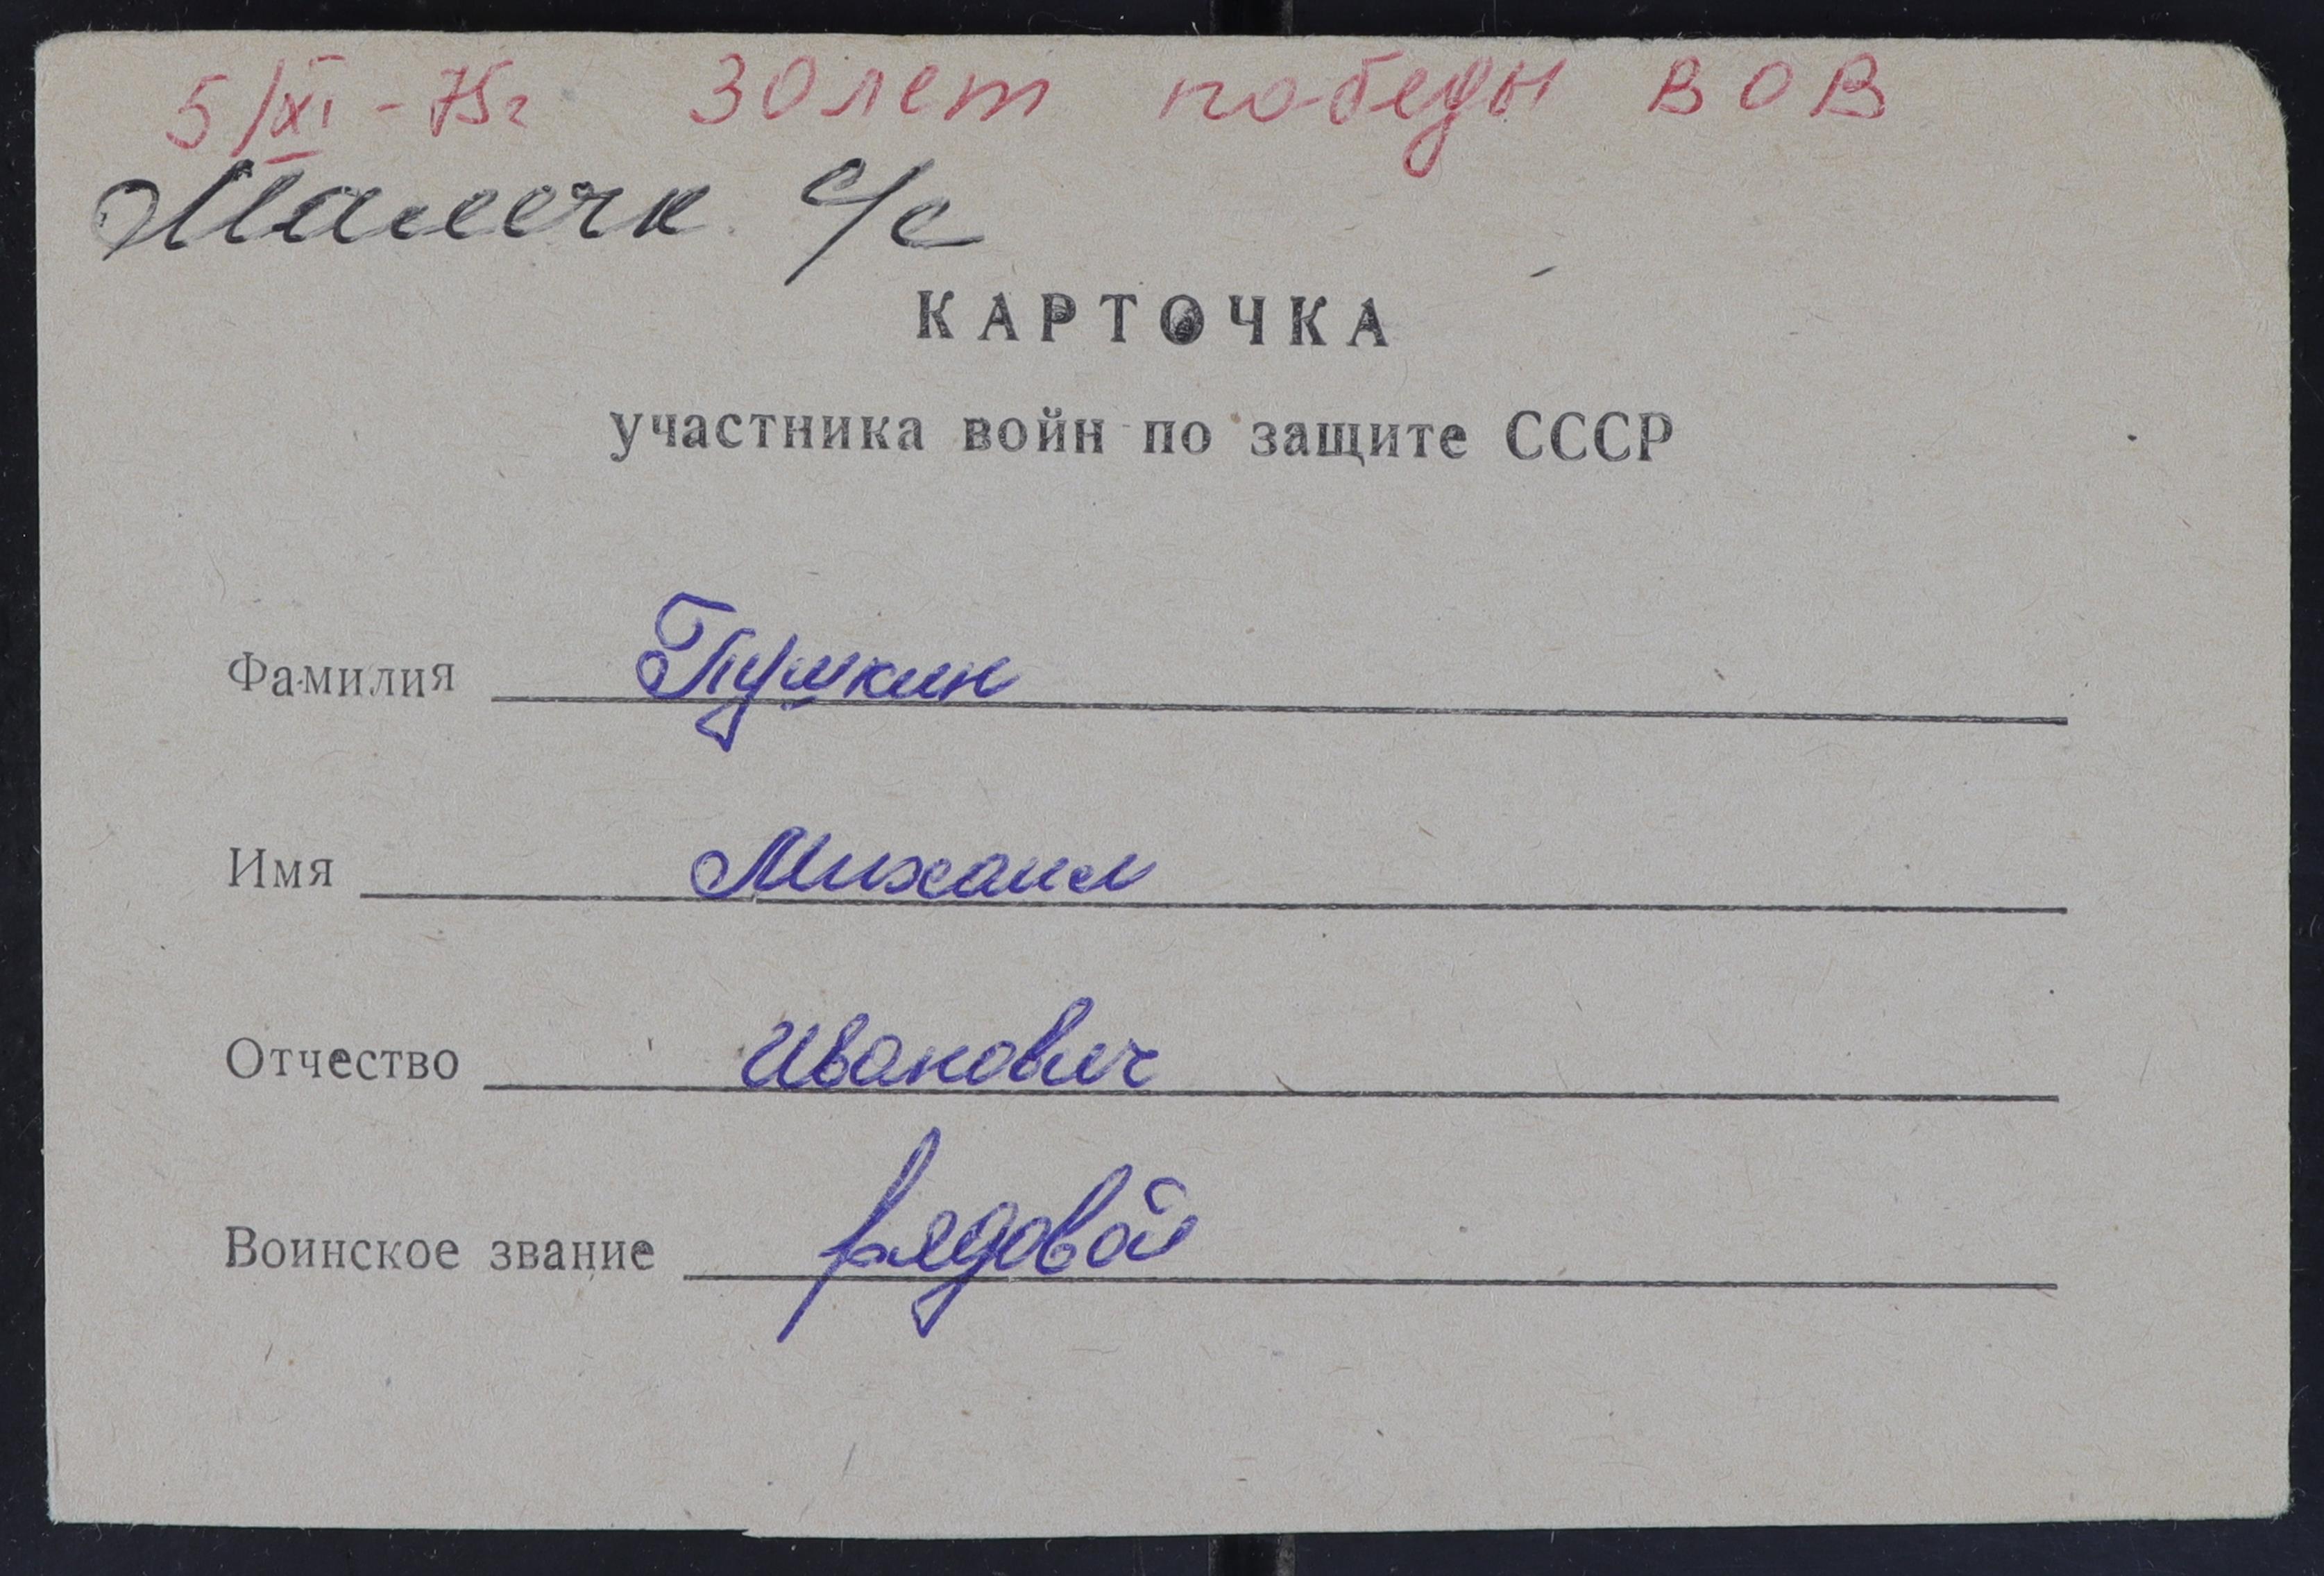 5/XI - 75г 30 лет победы ВОВ
с/с
КАРТОЧКА
участника войн по защите СССР
Фамилия Пушкин
Имя Михаил
Отчество Иванович
Воинское звание рядовой